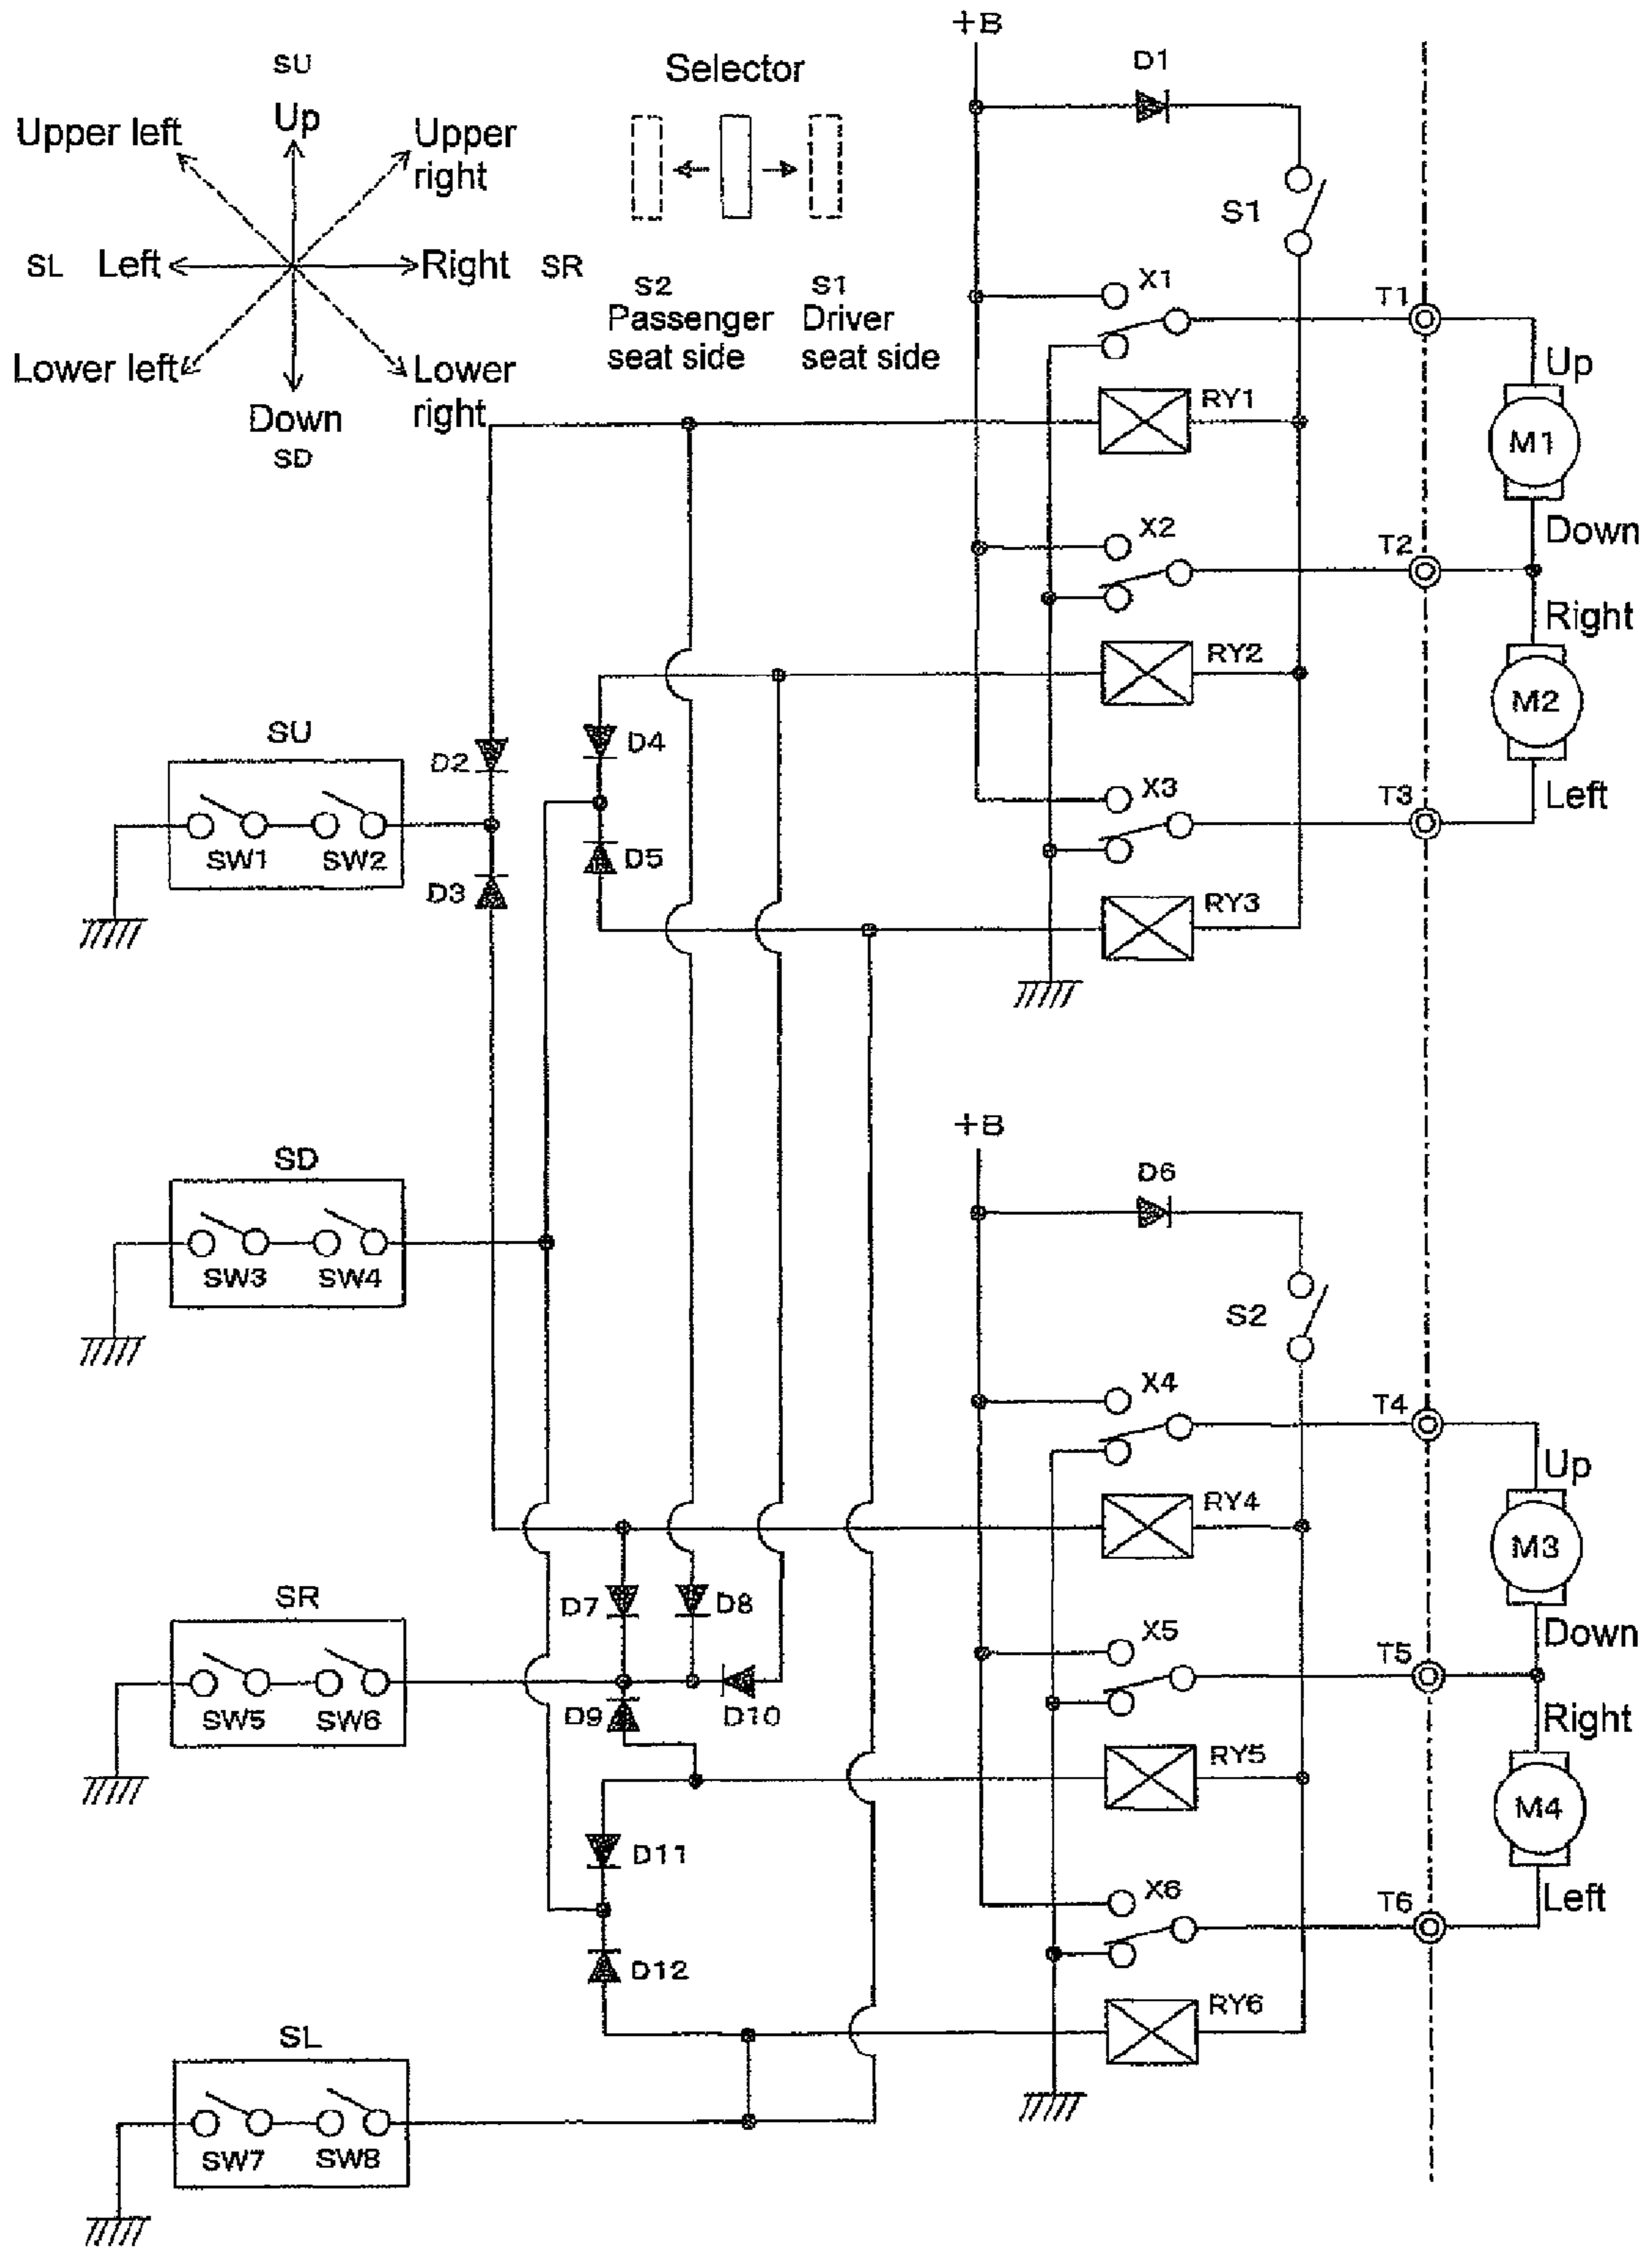 SU
Up
Upper left
Upper
right
SL
Left
Right
SR
Lower left
Lower
right
Down
SD
Selector
S2
Passenger
seat side
S1
Driver
seat side
+B
D1
S1
X1
T1
RY1
Up
M1
Down
X2
T2
RY2
Right
M2
Left
X3
T3
RY3
SU
SW1
SW2
D2
D3
D4
D5
SD
SW3
SW4
+B
D6
S2
X4
T4
RY4
Up
M3
Down
SR
SW5
SW6
D7
D8
D9
D10
X5
T5
RY5
Right
M4
Left
D11
D12
X6
T6
RY6
SL
SW7
SW8